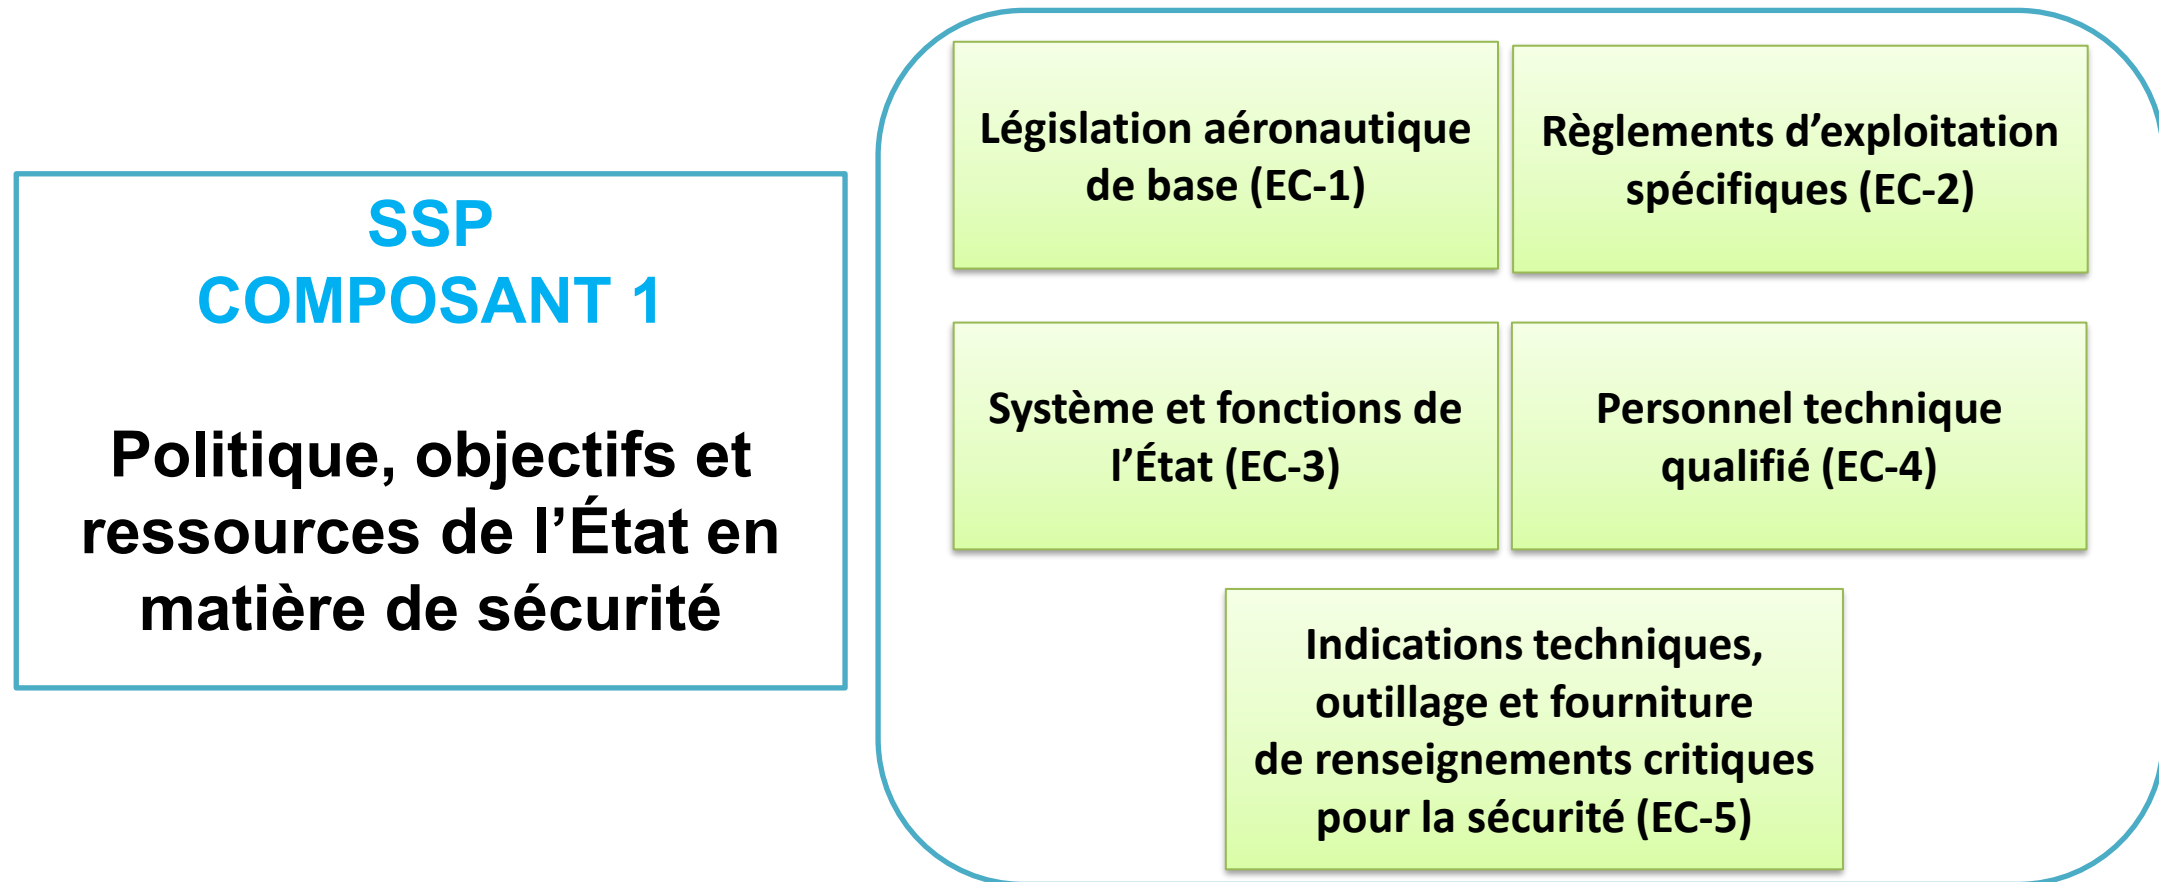 SSP
COMPOSANT 1
Politique, objectifs et
ressources de l’État en
matière de sécurité
Législation aéronautique
de base (EC-1)
Règlements d’exploitation
spécifiques (EC-2)
Système et fonctions de
l’État (EC-3)
Personnel technique
qualifié (EC-4)
Indications techniques,
outillage et fourniture
de renseignements critiques
pour la sécurité (EC-5)